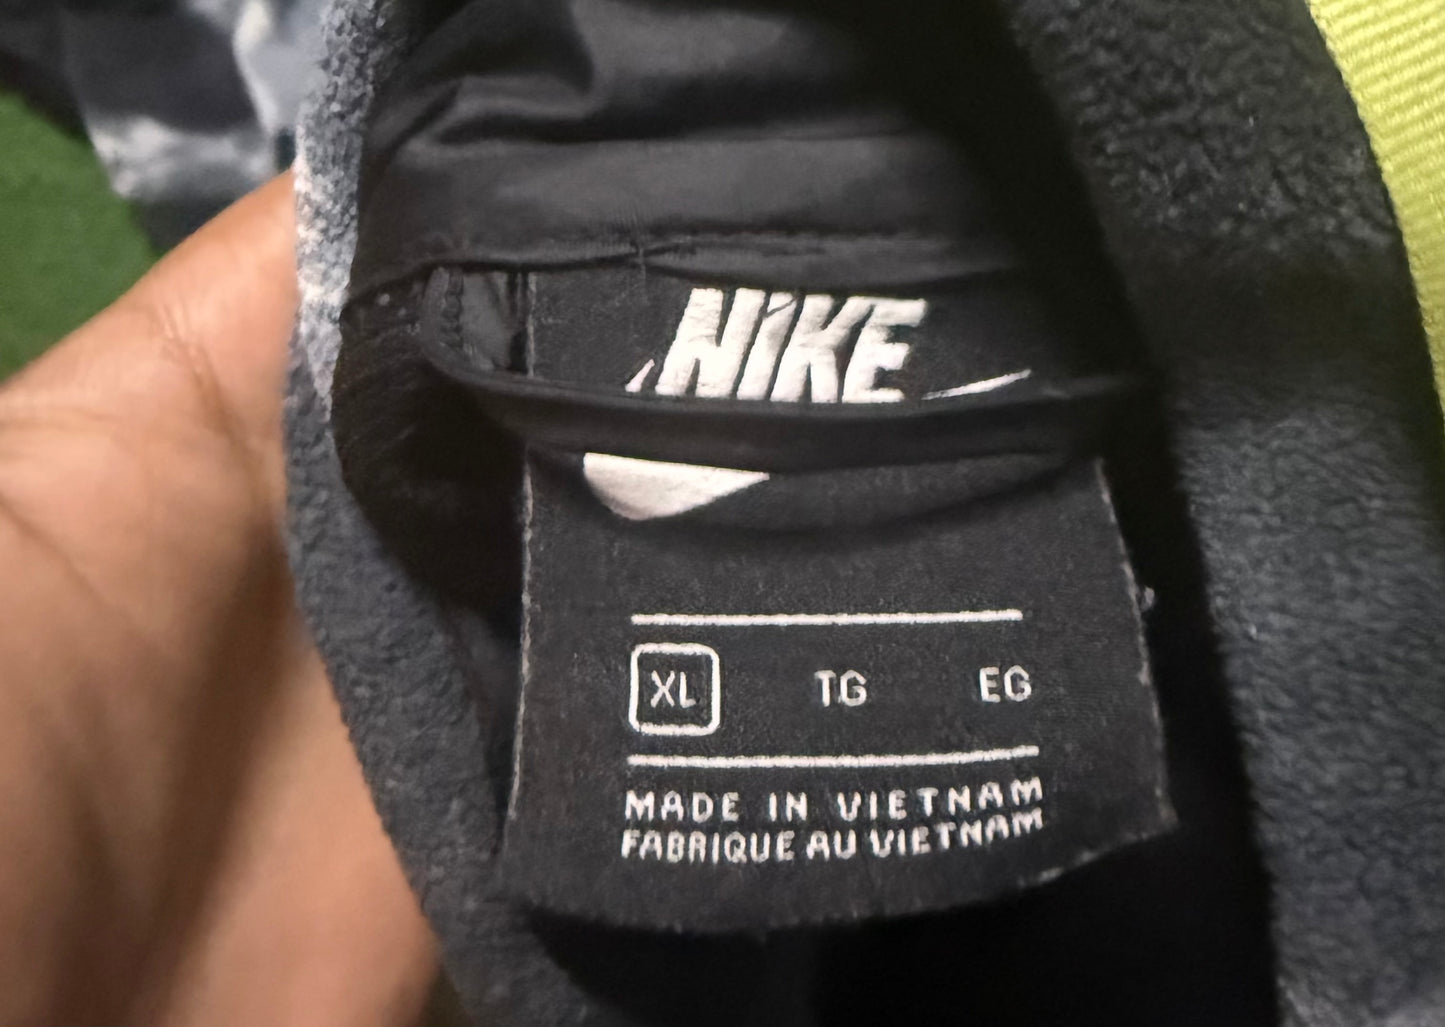 NIKE
XL TG EG
MADE IN VIETNAM
FABRIQUE AU VIETNAM